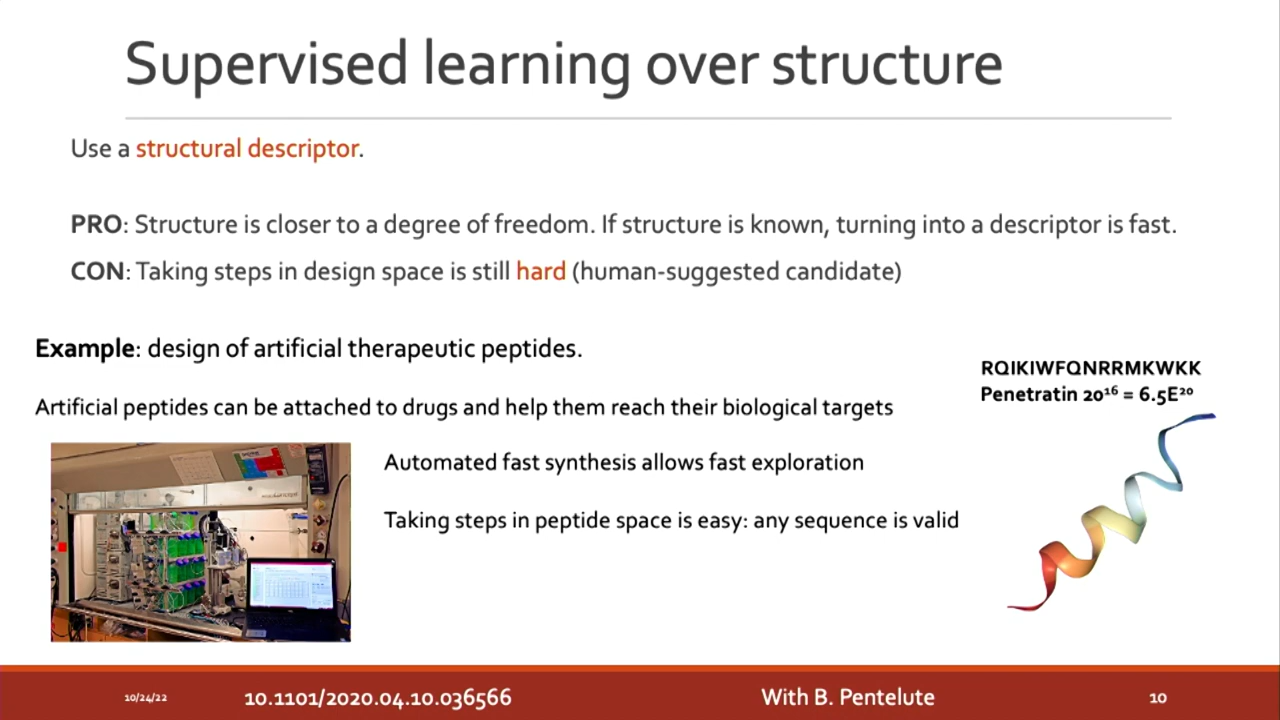 Supervised learning over structure
Use a structural descriptor.
PRO: Structure is closer to a degree of freedom. If structure is known, turning into a descriptor is fast.
CON: Taking steps in design space is still hard (human-suggested candidate)
Example: design of artificial therapeutic peptides.
RQIKIWFQNRRMKWKK
Penetratin 20¹⁶ = 6.5E²⁰
Artificial peptides can be attached to drugs and help them reach their biological targets
Automated fast synthesis allows fast exploration
Taking steps in peptide space is easy: any sequence is valid
10/24/22
10.1101/2020.04.10.036566
With B. Pentelute
10